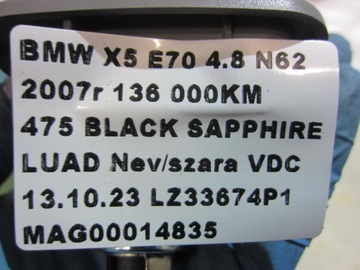 BMW X5 E70 4.8 N62
2007r 136 000KM
475 BLACK SAPPHIRE
LUAD Nev/szara VDC
13.10.23 LZ33674P1
MAG00014835